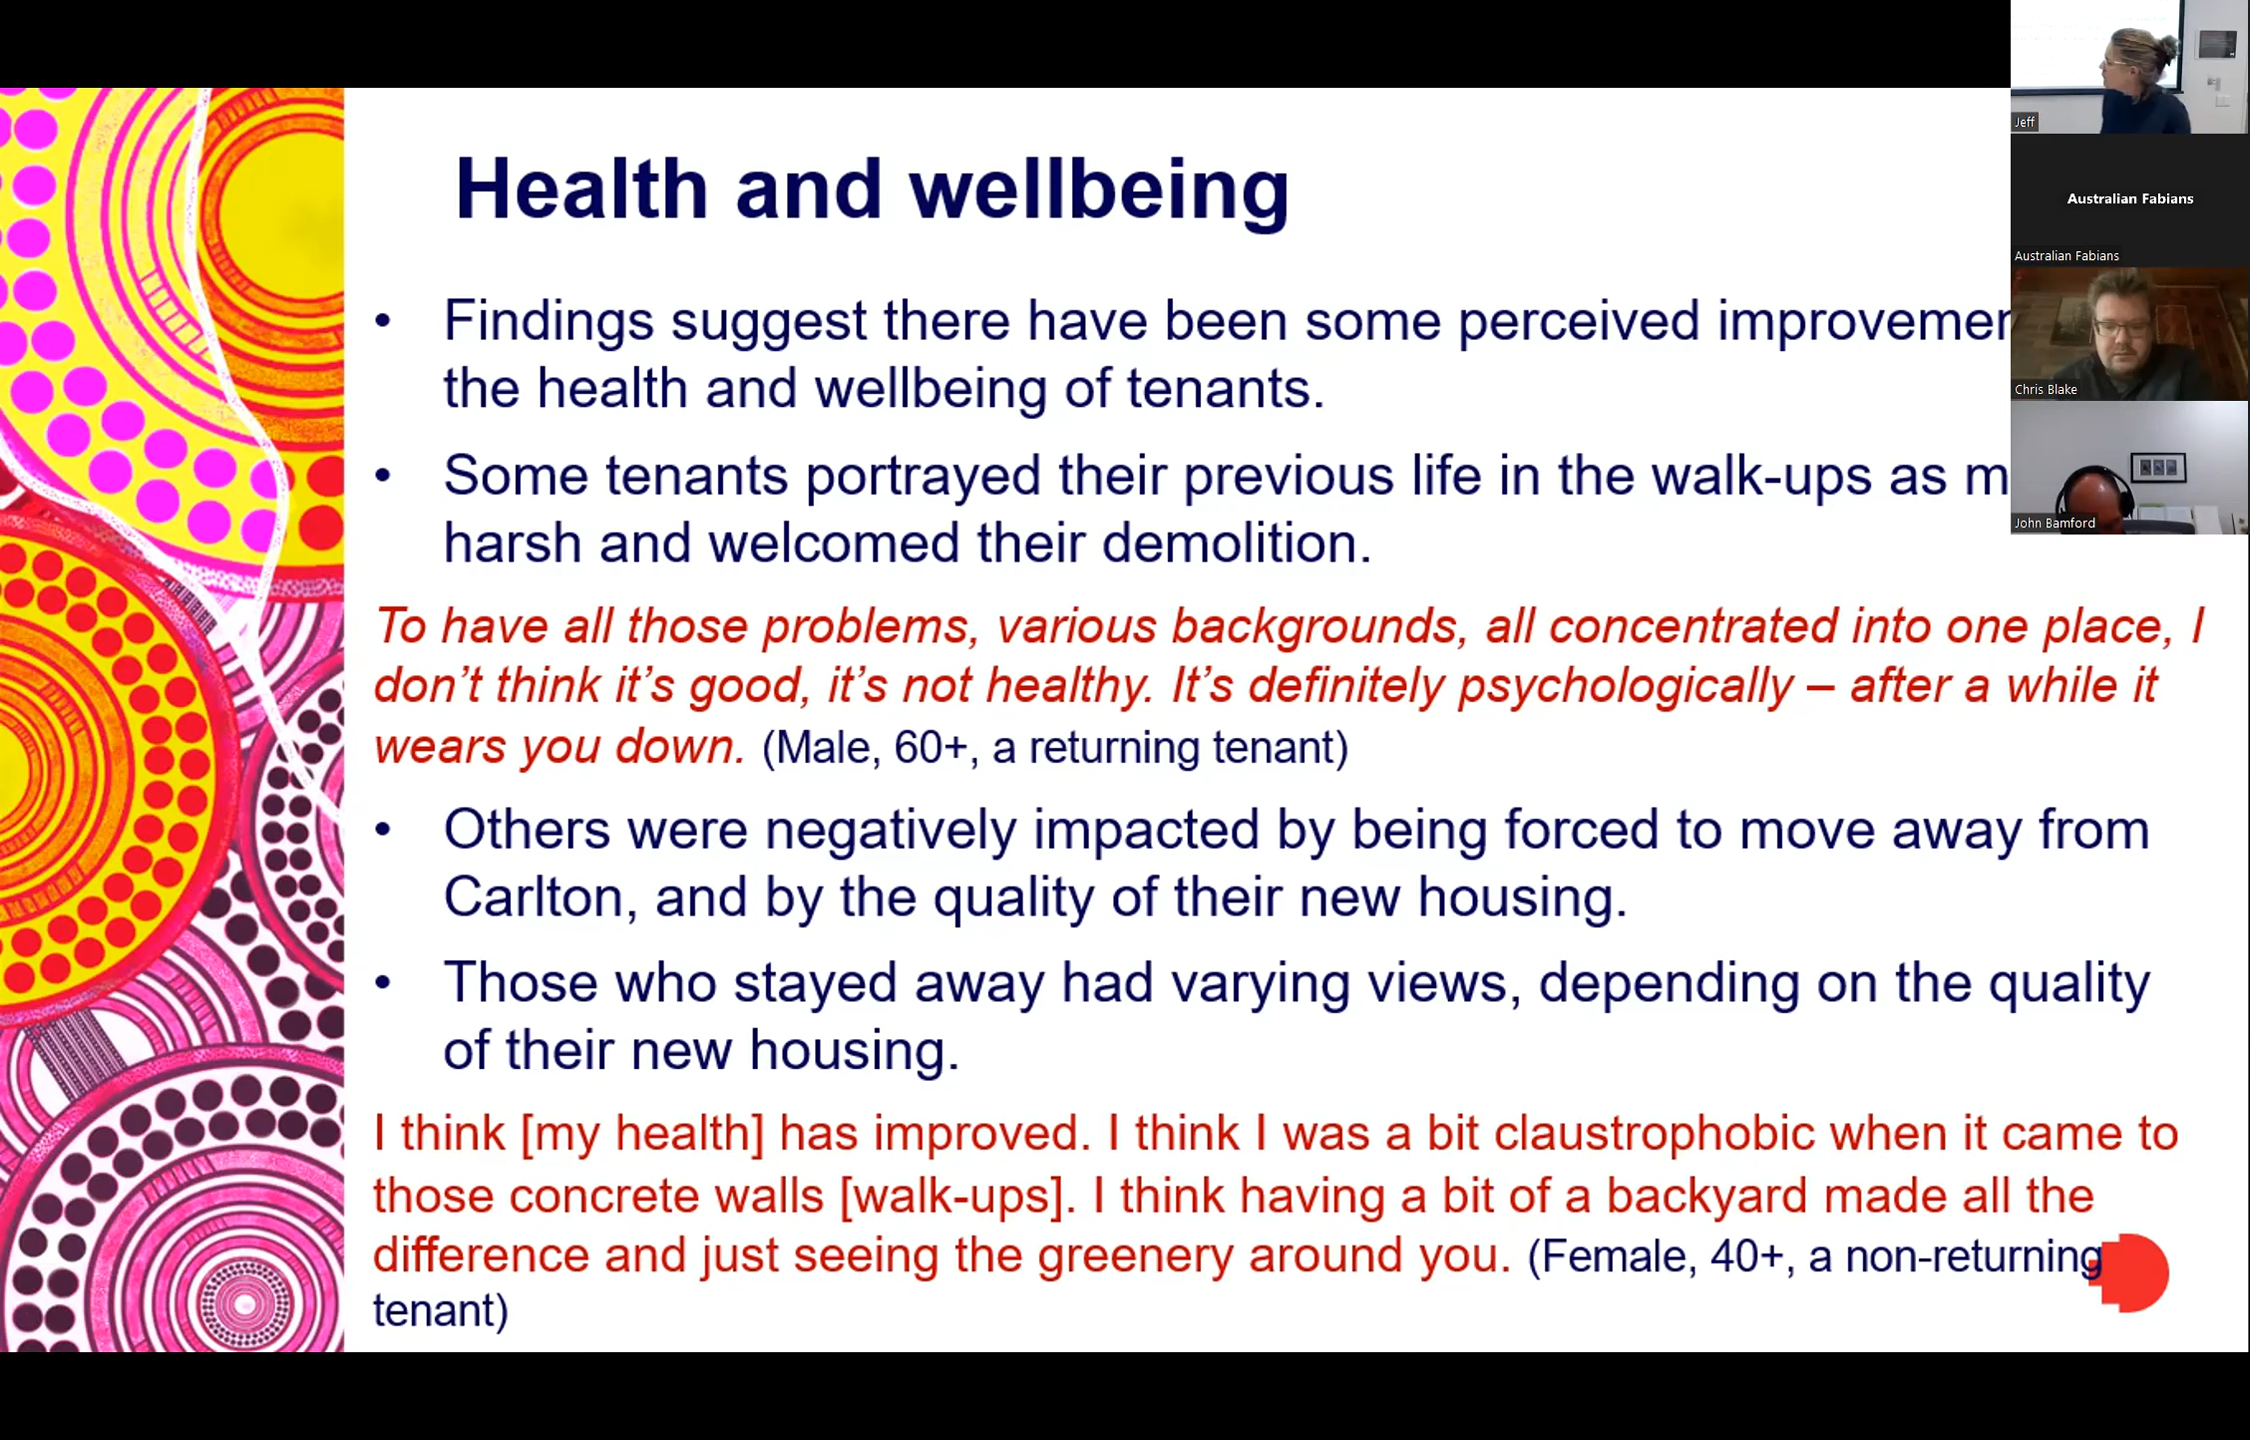 Health and wellbeing
• Findings suggest there have been some perceived
the health and wellbeing of tenants.
• Some tenants portrayed their previous life in the walk-ups as
harsh and welcomed their demolition.
To have all those problems, various backgrounds, all concentrated into one place, I
don’t think it’s good, it’s not healthy. It’s definitely psychologically – after a while it
wears you down. (Male, 60+, a returning tenant)
• Others were negatively impacted by being forced to move away from
Carlton, and by the quality of their new housing.
• Those who stayed away had varying views, depending on the quality
of their new housing.
I think [my health] has improved. I think I was a bit claustrophobic when it came to
those concrete walls [walk-ups]. I think having a bit of a backyard made all the
difference and just seeing the greenery around you. (Female, 40+, a non-returning
tenant)
Jeff
Australian Fabians
Australian Fabians
Chris Blake
John Bamford